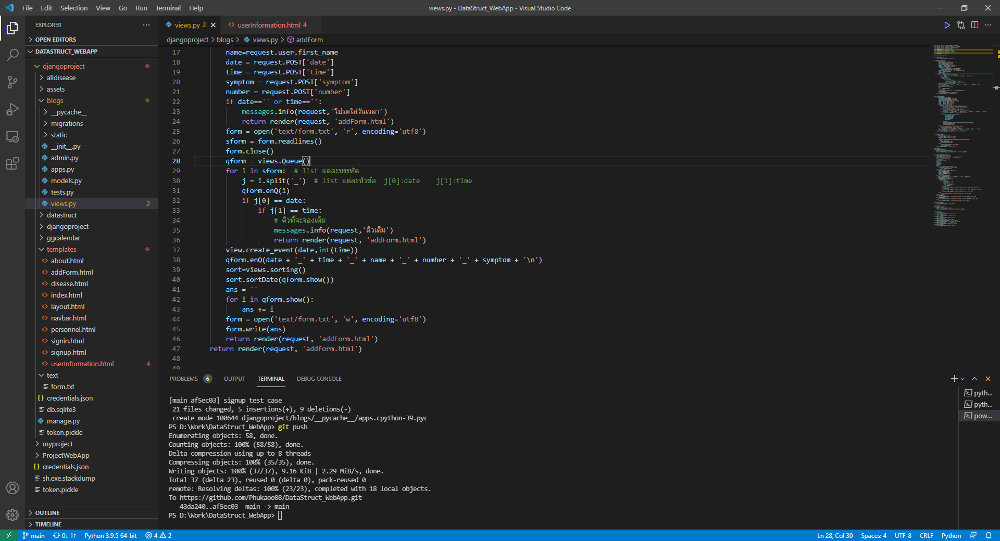 File Edit Selection View Go Run Terminal Help
views.py - DataStruct_WebApp - Visual Studio Code
EXPLORER
OPEN EDITORS
DATASTRUCT_WEBAPP
djangoproject
alldisease
assets
blogs
__pycache__
migrations
static
__init__.py
admin.py
apps.py
models.py
tests.py
views.py 2
datastruct
djangoproject
ggcalendar
templates
about.html
addForm.html
disease.html
index.html
layout.html
navbar.html
personnel.html
signin.html
signup.html
userInformation.html 4
text
form.txt
credentials.json
db.sqlite3
manage.py
token.pickle
myproject
ProjectWebApp
credentials.json
sh.exe.stackdump
token.pickle
OUTLINE
TIMELINE
views.py 2 userInformation.html 4
djangoproject > blogs > views.py > addForm
17 name=request.user.first_name
18 date = request.POST['date']
19 time = request.POST['time']
20 symptom = request.POST['symptom']
21 number = request.POST['number']
22 if date=='' or time=='':
23 messages.info(request,'โปรดใส่วันเวลา')
24 return render(request, 'addForm.html')
25 form = open('text/form.txt', 'r', encoding='utf8')
26 sform = form.readlines()
27 form.close()
28 qform = views.Queue()
29 for i in sform: # list แต่ละบรรทัด
30 j = i.split('_') # list แต่ละหัวข้อ j[0]:date j[1]:time
31 qform.enQ(i)
32 if j[0] == date:
33 if j[1] == time:
34 # คิวที่จะจองเต็ม
35 messages.info(request,'คิวเต็ม')
36 return render(request, 'addForm.html')
37 view.create_event(date,int(time))
38 qform.enQ(date + '_' + time + '_' + name + '_' + number + '_' + symptom + '\n')
39 sort=views.sorting()
40 sort.sortDate(qform.show())
41 ans = ''
42 for i in qform.show():
43 ans += i
44 form = open('text/form.txt', 'w', encoding='utf8')
45 form.write(ans)
46 return render(request, 'addForm.html')
47 return render(request, 'addForm.html')
48
49
PROBLEMS 6 OUTPUT TERMINAL DEBUG CONSOLE
[main af5ec03] signup test case
21 files changed, 5 insertions(+), 9 deletions(-)
create mode 100644 djangoproject/blogs/__pycache__/apps.cpython-39.pyc
PS D:\Work\DataStruct_WebApp> git push
Enumerating objects: 58, done.
Counting objects: 100% (58/58), done.
Delta compression using up to 8 threads
Compressing objects: 100% (35/35), done.
Writing objects: 100% (37/37), 9.16 KiB | 2.29 MiB/s, done.
Total 37 (delta 23), reused 0 (delta 0), pack-reused 0
remote: Resolving deltas: 100% (23/23), completed with 18 local objects.
To https://github.com/Phukaoo08/DataStruct_WebApp.git
43da240..af5ec03 main -> main
PS D:\Work\DataStruct_WebApp>
pyth...
pyth...
pow...
main 0↓ 1↑ Python 3.9.5 64-bit 4 2
Ln 28, Col 30 Spaces: 4 UTF-8 CRLF Python